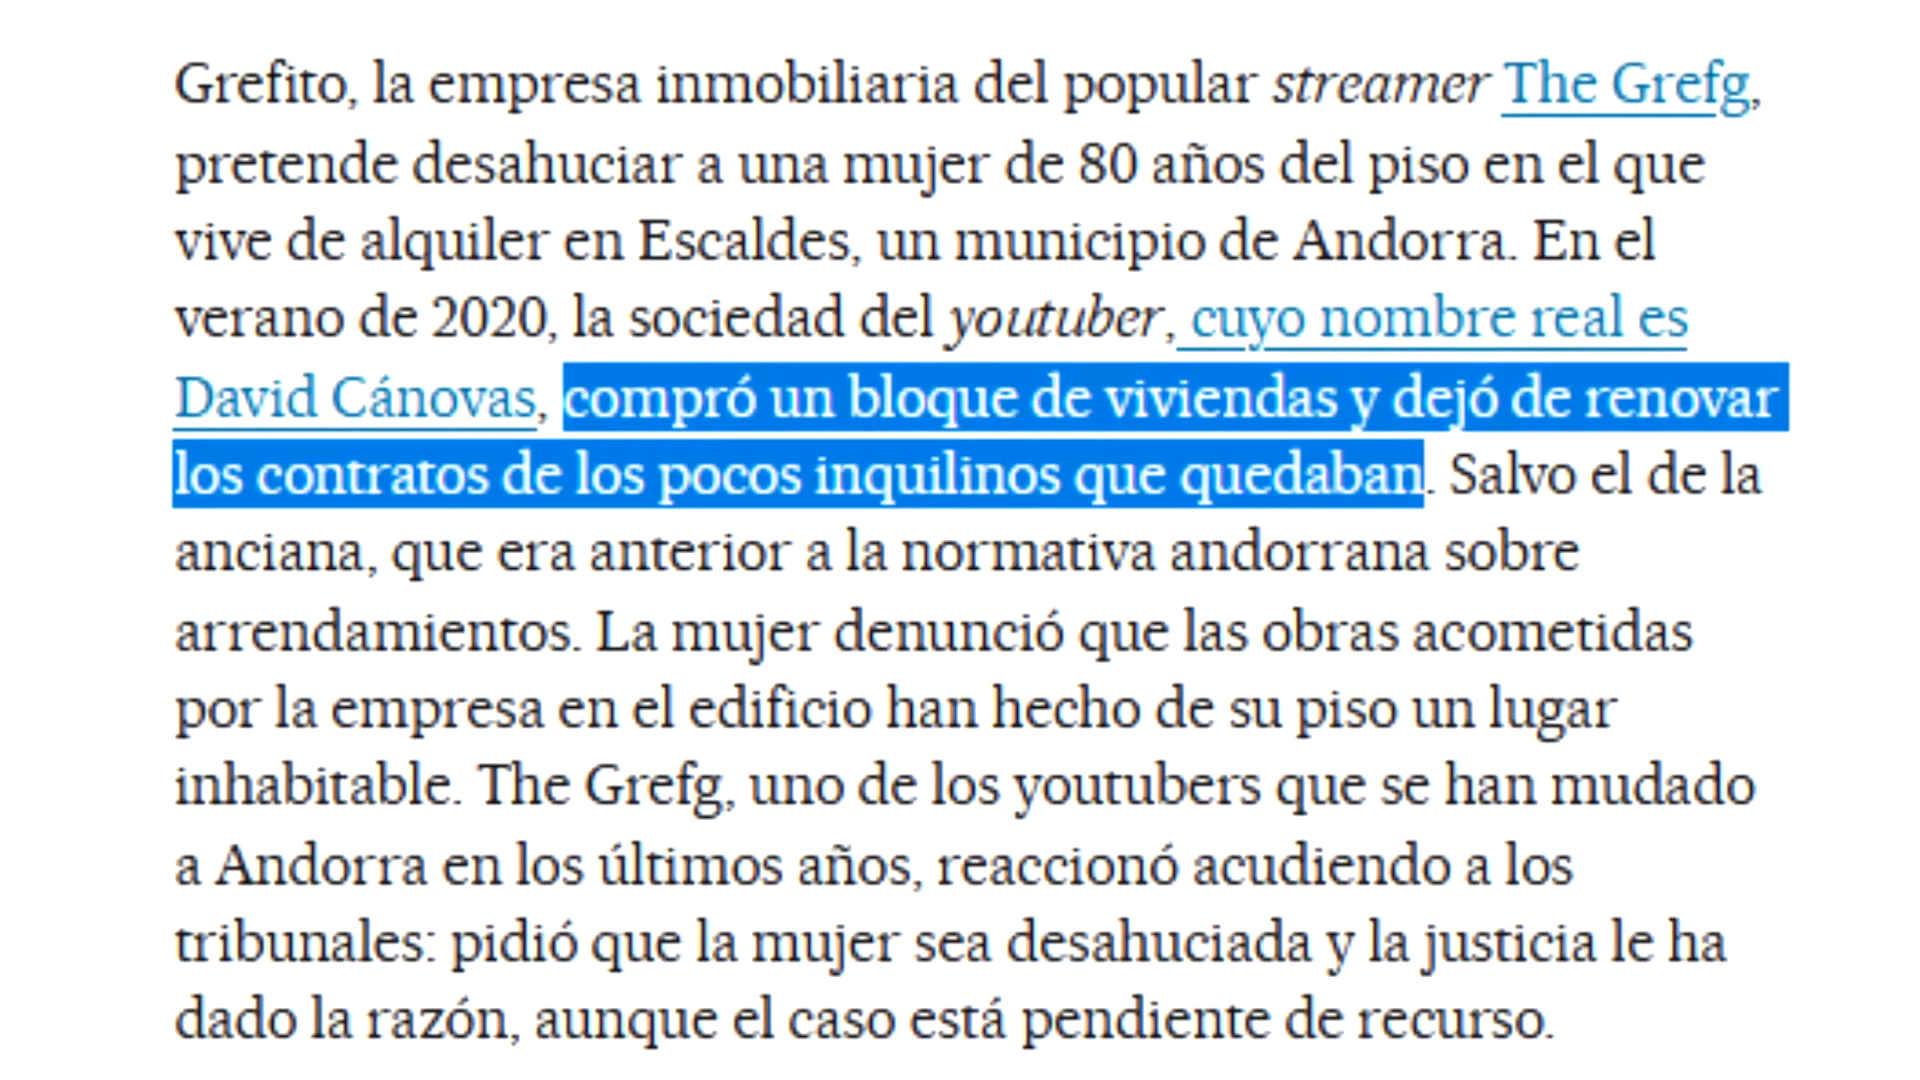 Grefito, la empresa inmobiliaria del popular streamer The Grefg,
pretende desahuciar a una mujer de 80 años del piso en el que
vive de alquiler en Escaldes, un municipio de Andorra. En el
verano de 2020, la sociedad del youtuber, cuyo nombre real es
David Cánovas, compró un bloque de viviendas y dejó de renovar
los contratos de los pocos inquilinos que quedaban. Salvo el de la
anciana, que era anterior a la normativa andorrana sobre
arrendamientos. La mujer denunció que las obras acometidas
por la empresa en el edificio han hecho de su piso un lugar
inhabitable. The Grefg, uno de los youtubers que se han mudado
a Andorra en los últimos años, reaccionó acudiendo a los
tribunales: pidió que la mujer sea desahuciada y la justicia le ha
dado la razón, aunque el caso está pendiente de recurso.